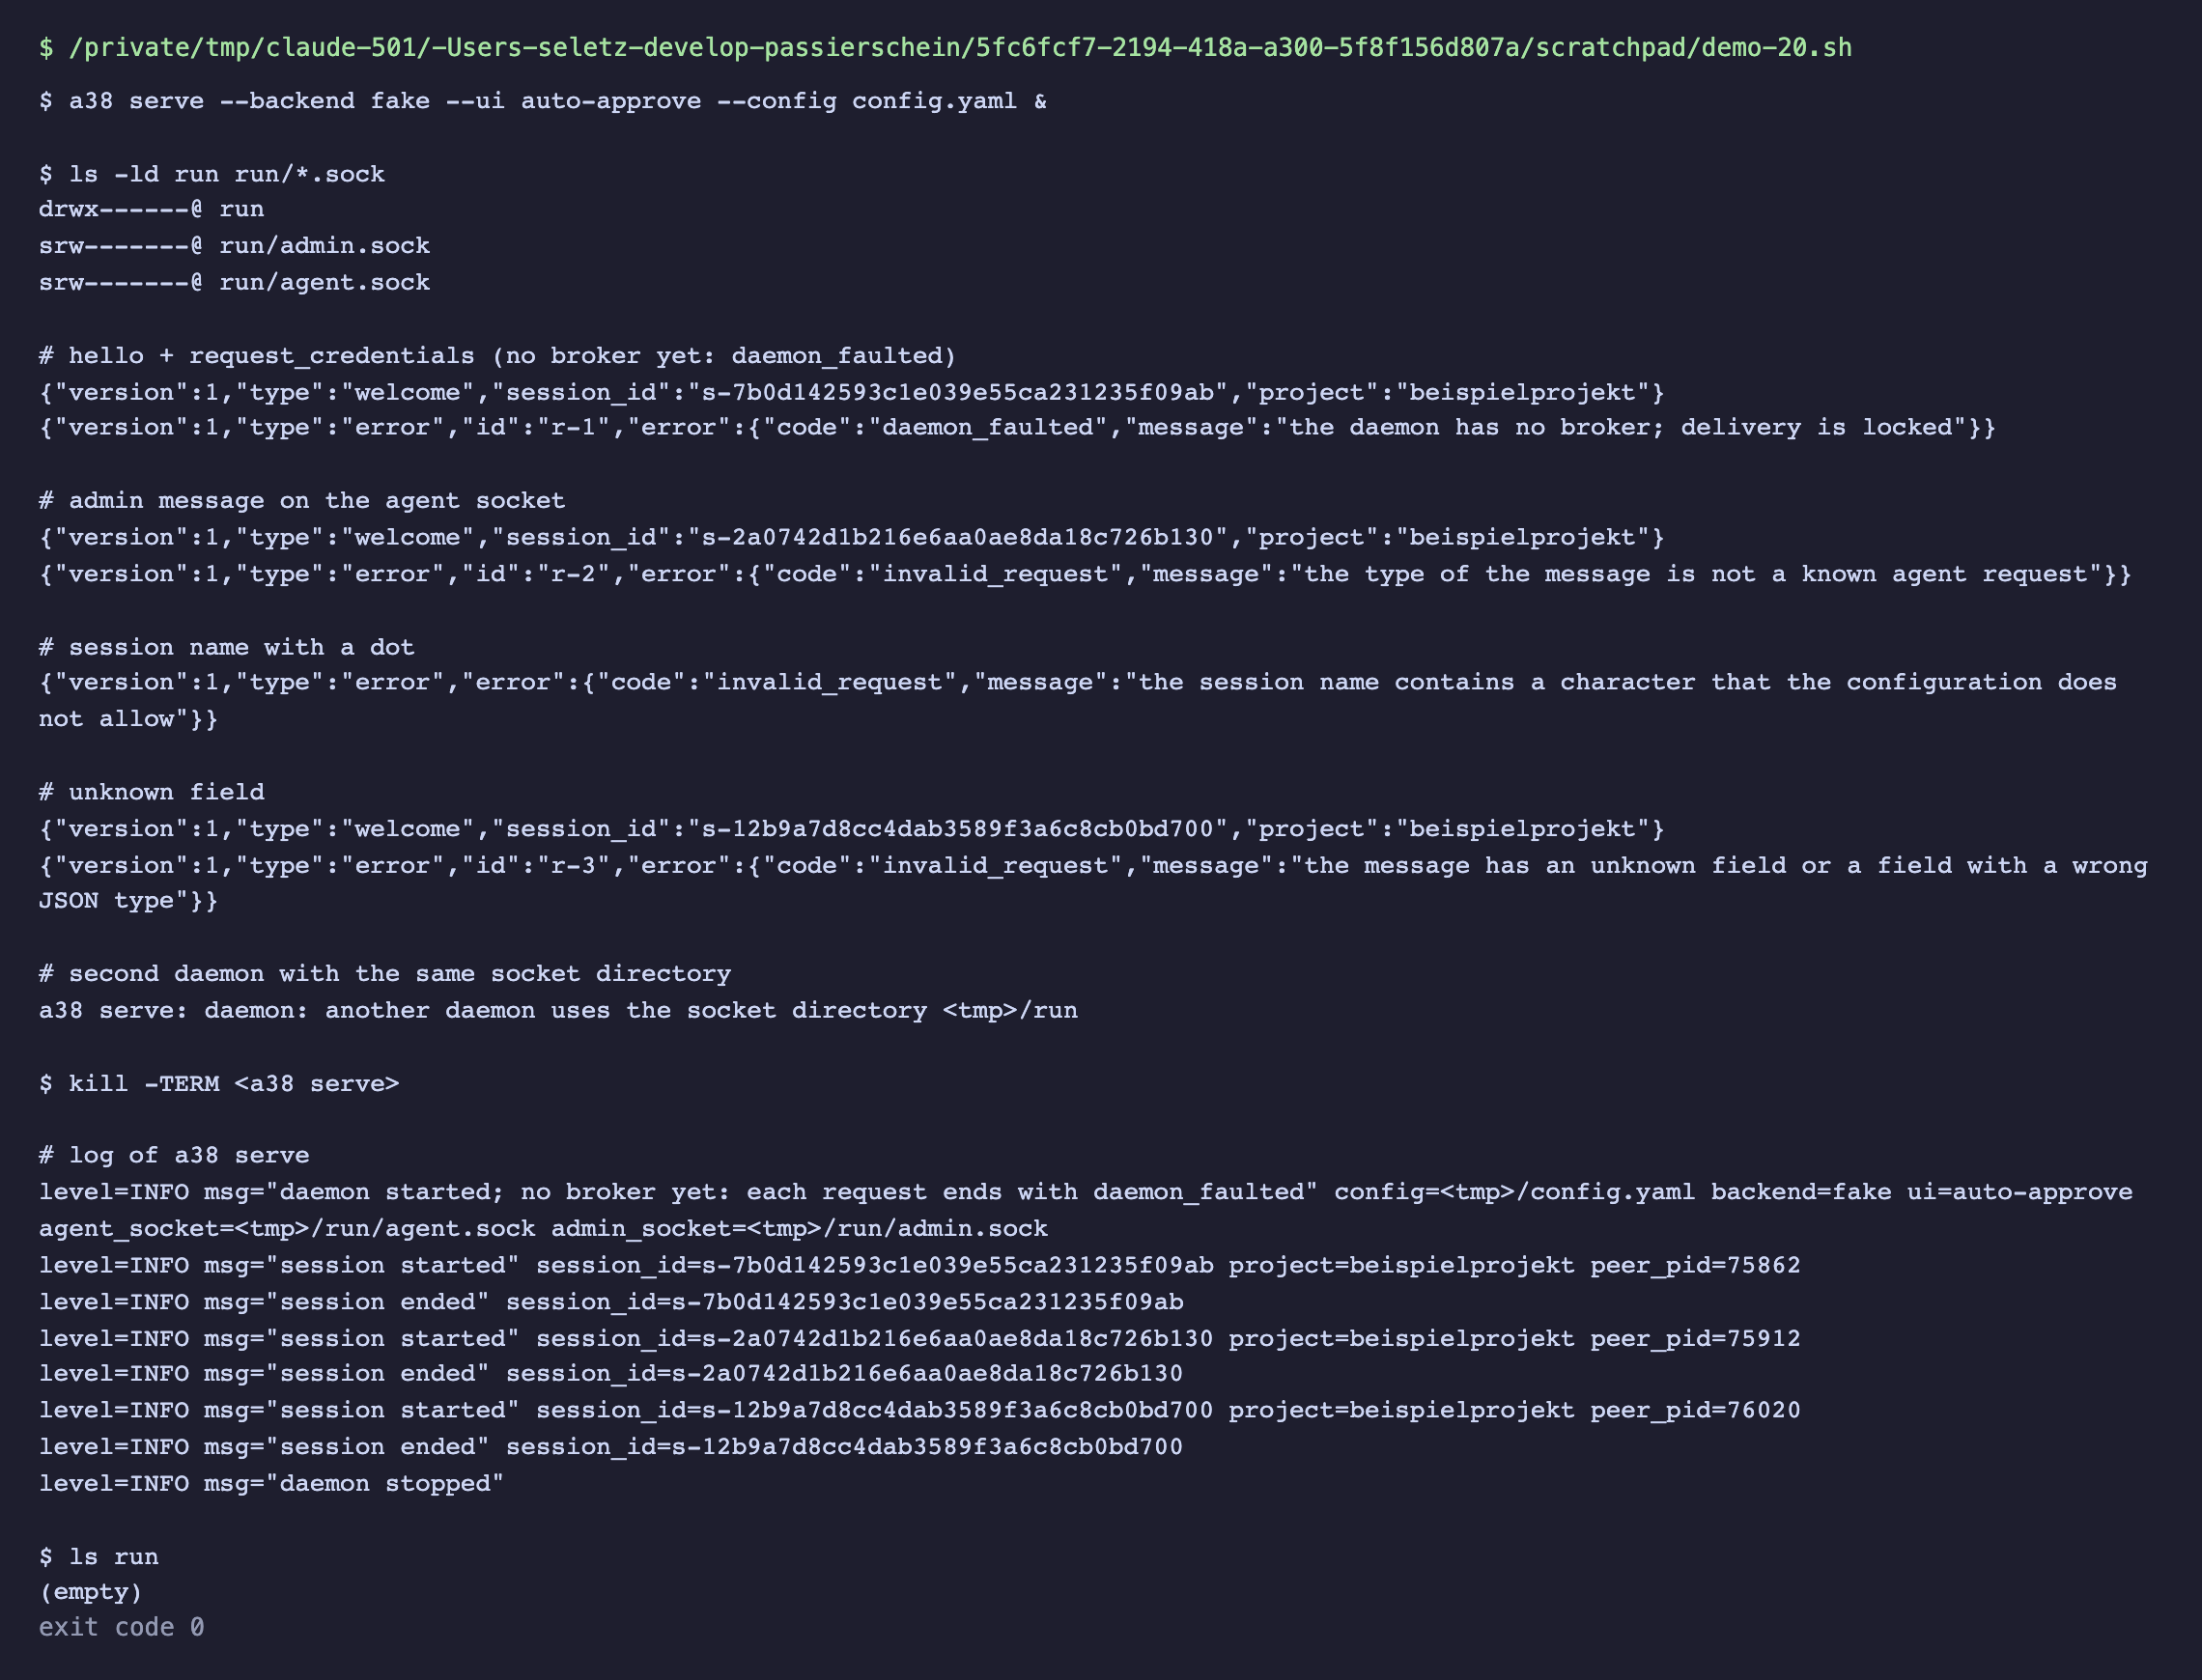 $ /private/tmp/claude-501/-Users-seletz-develop-passierschein/5fc6fcf7-2194-418a-a300-5f8f156d807a/scratchpad/demo-20.sh
$ a38 serve --backend fake --ui auto-approve --config config.yaml &
$ ls -ld run run/*.sock
drwx------@ run
srw-------@ run/admin.sock
srw-------@ run/agent.sock
# hello + request_credentials (no broker yet: daemon_faulted)
{"version":1,"type":"welcome","session_id":"s-7b0d142593c1e039e55ca231235f09ab","project":"beispielprojekt"}
{"version":1,"type":"error","id":"r-1","error":{"code":"daemon_faulted","message":"the daemon has no broker; delivery is locked"}}
# admin message on the agent socket
{"version":1,"type":"welcome","session_id":"s-2a0742d1b216e6aa0ae8da18c726b130","project":"beispielprojekt"}
{"version":1,"type":"error","id":"r-2","error":{"code":"invalid_request","message":"the type of the message is not a known agent request"}}
# session name with a dot
{"version":1,"type":"error","error":{"code":"invalid_request","message":"the session name contains a character that the configuration does
not allow"}}
# unknown field
{"version":1,"type":"welcome","session_id":"s-12b9a7d8cc4dab3589f3a6c8cb0bd700","project":"beispielprojekt"}
{"version":1,"type":"error","id":"r-3","error":{"code":"invalid_request","message":"the message has an unknown field or a field with a wrong
JSON type"}}
# second daemon with the same socket directory
a38 serve: daemon: another daemon uses the socket directory <tmp>/run
$ kill -TERM <a38 serve>
# log of a38 serve
level=INFO msg="daemon started; no broker yet: each request ends with daemon_faulted" config=<tmp>/config.yaml backend=fake ui=auto-approve
agent_socket=<tmp>/run/agent.sock admin_socket=<tmp>/run/admin.sock
level=INFO msg="session started" session_id=s-7b0d142593c1e039e55ca231235f09ab project=beispielprojekt peer_pid=75862
level=INFO msg="session ended" session_id=s-7b0d142593c1e039e55ca231235f09ab
level=INFO msg="session started" session_id=s-2a0742d1b216e6aa0ae8da18c726b130 project=beispielprojekt peer_pid=75912
level=INFO msg="session ended" session_id=s-2a0742d1b216e6aa0ae8da18c726b130
level=INFO msg="session started" session_id=s-12b9a7d8cc4dab3589f3a6c8cb0bd700 project=beispielprojekt peer_pid=76020
level=INFO msg="session ended" session_id=s-12b9a7d8cc4dab3589f3a6c8cb0bd700
level=INFO msg="daemon stopped"
$ ls run
(empty)
exit code 0